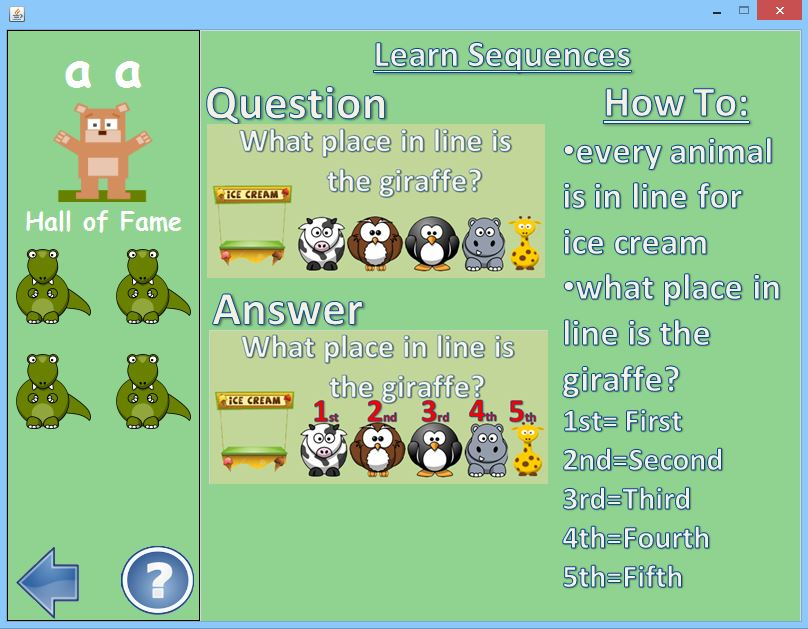 a a
Hall of Fame
Learn Sequences
Question
What place in line is
the giraffe?
ICE CREAM
Answer
What place in line is
the giraffe?
ICE CREAM
1st 2nd 3rd 4th 5th
How To:
•every animal
is in line for
ice cream
•what place in
line is the
giraffe?
1st= First
2nd=Second
3rd=Third
4th=Fourth
5th=Fifth
?